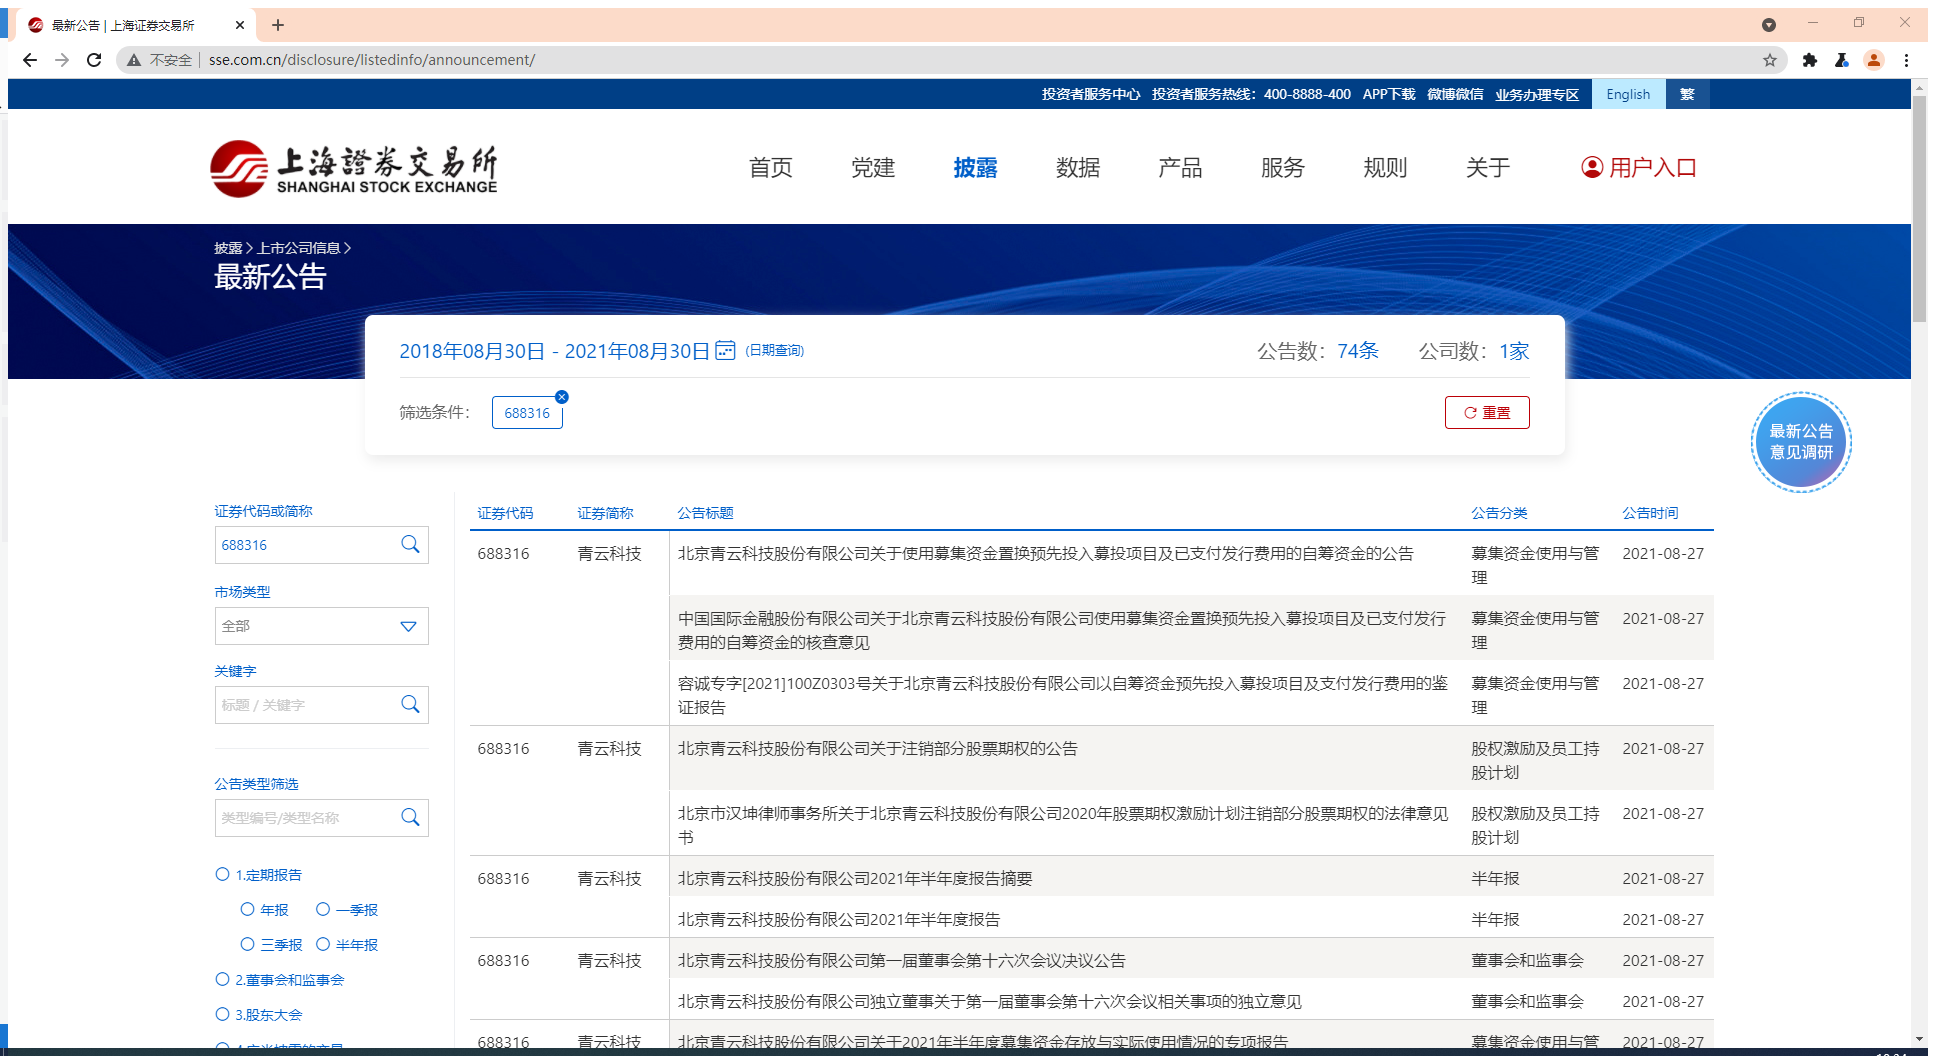 最新公告 | 上海证券交易所
不安全 sse.com.cn/disclosure/listedinfo/announcement/
投资者服务中心 投资者服务热线：400-8888-400 APP下载 微博微信 业务办理专区 English 繁
上海證券交易所
SHANGHAI STOCK EXCHANGE
首页 党建 披露 数据 产品 服务 规则 关于 用户入口
披露 > 上市公司信息 >
最新公告
2018年08月30日 - 2021年08月30日 (日期查询) 公告数：74条 公司数：1家
筛选条件： 688316 重置
最新公告
意见调研
证券代码或简称
688316
市场类型
全部
关键字
标题 / 关键字
公告类型筛选
类型编号/类型名称
1.定期报告
年报 一季报
三季报 半年报
2.董事会和监事会
3.股东大会
证券代码 证券简称 公告标题 公告分类 公告时间
688316 青云科技 北京青云科技股份有限公司关于使用募集资金置换预先投入募投项目及已支付发行费用的自筹资金的公告 募集资金使用与管 2021-08-27
理
中国国际金融股份有限公司关于北京青云科技股份有限公司使用募集资金置换预先投入募投项目及已支付发行 募集资金使用与管 2021-08-27
费用的自筹资金的核查意见 理
容诚专字[2021]100Z0303号关于北京青云科技股份有限公司以自筹资金预先投入募投项目及支付发行费用的鉴 募集资金使用与管 2021-08-27
证报告 理
688316 青云科技 北京青云科技股份有限公司关于注销部分股票期权的公告 股权激励及员工持 2021-08-27
股计划
北京市汉坤律师事务所关于北京青云科技股份有限公司2020年股票期权激励计划注销部分股票期权的法律意见 股权激励及员工持 2021-08-27
书 股计划
688316 青云科技 北京青云科技股份有限公司2021年半年度报告摘要 半年报 2021-08-27
北京青云科技股份有限公司2021年半年度报告 半年报 2021-08-27
688316 青云科技 北京青云科技股份有限公司第一届董事会第十六次会议决议公告 董事会和监事会 2021-08-27
北京青云科技股份有限公司独立董事关于第一届董事会第十六次会议相关事项的独立意见 董事会和监事会 2021-08-27
688316 青云科技 北京青云科技股份有限公司关于2021年半年度募集资金存放与实际使用情况的专项报告 募集资金使用与管 2021-08-27